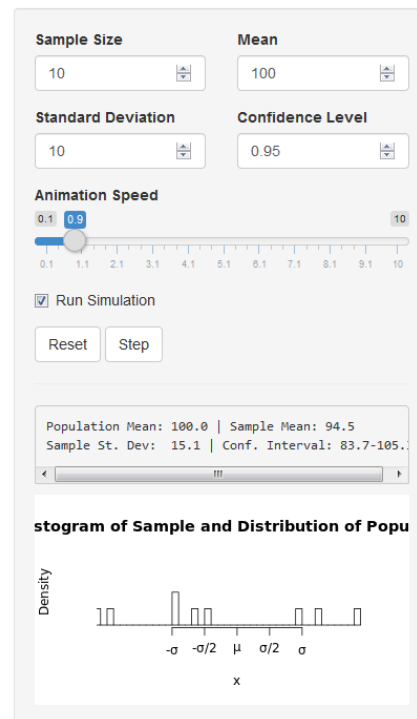 Sample Size Mean
10 100
Standard Deviation Confidence Level
10 0.95
Animation Speed
0.1 0.9 10
0.1 1.1 2.1 3.1 4.1 5.1 6.1 7.1 8.1 9.1 10
Run Simulation
Reset Step
Population Mean: 100.0 | Sample Mean: 94.5
Sample St. Dev: 15.1 | Conf. Interval: 83.7-105.
stogram of Sample and Distribution of Popu
Density
-σ -σ/2 μ σ/2 σ
x